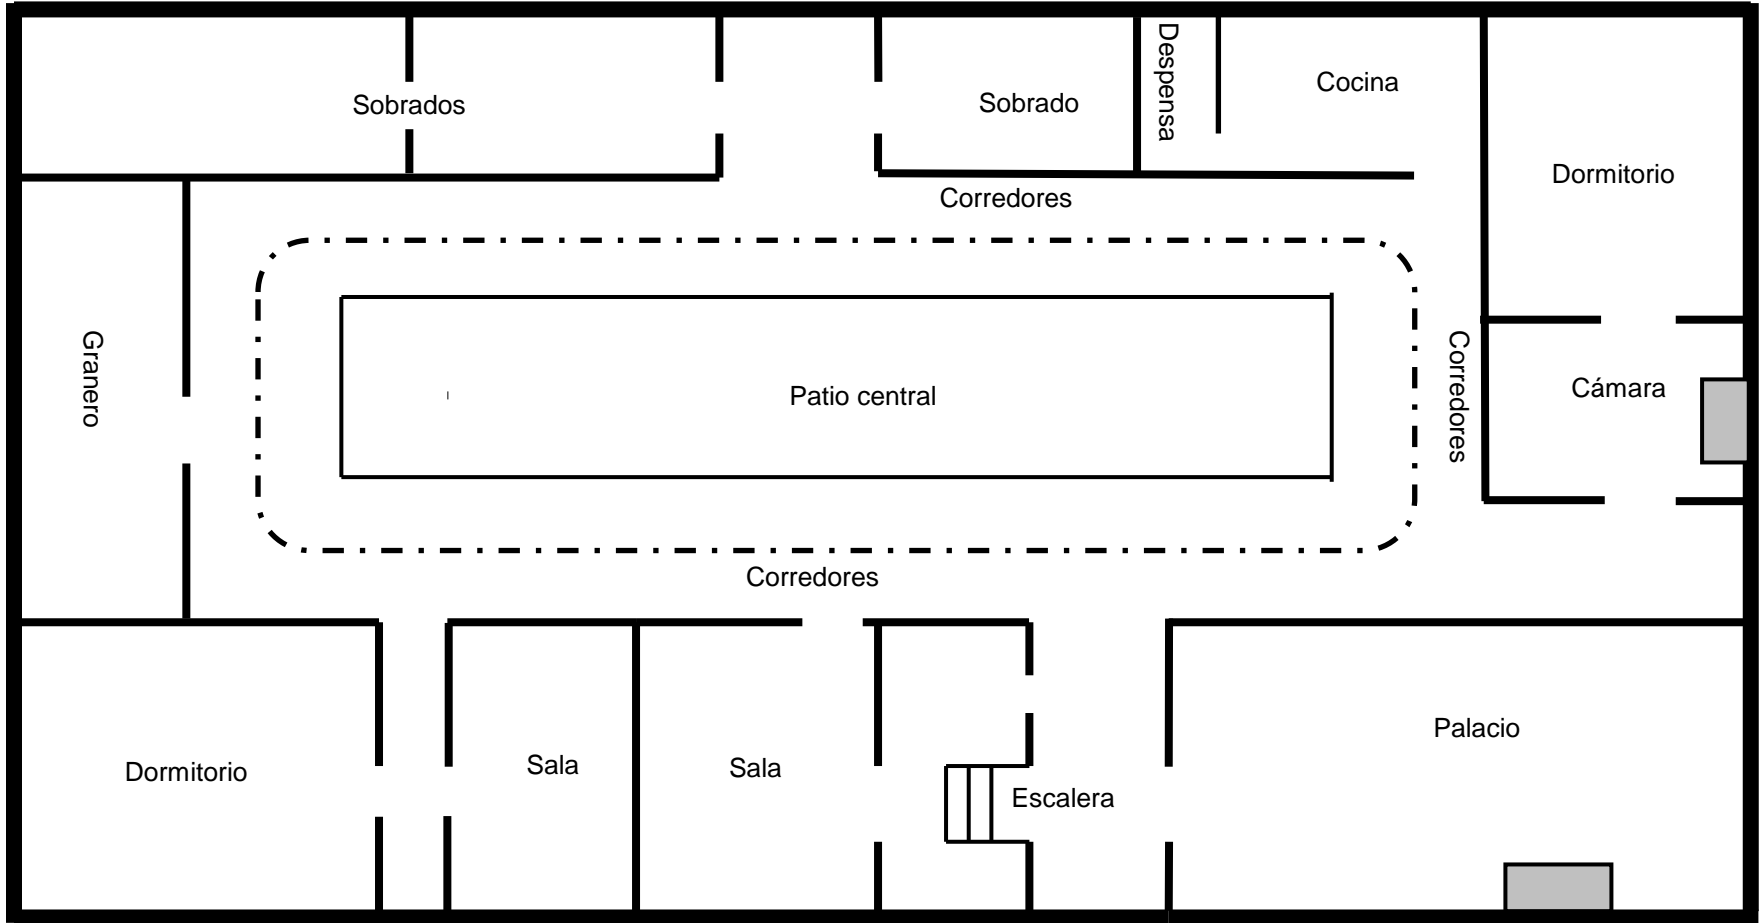 Sobrados
Sobrado
Despensa
Cocina
Dormitorio
Corredores
Granero
Patio central
Corredores
Cámara
Corredores
Dormitorio
Sala
Sala
Escalera
Palacio